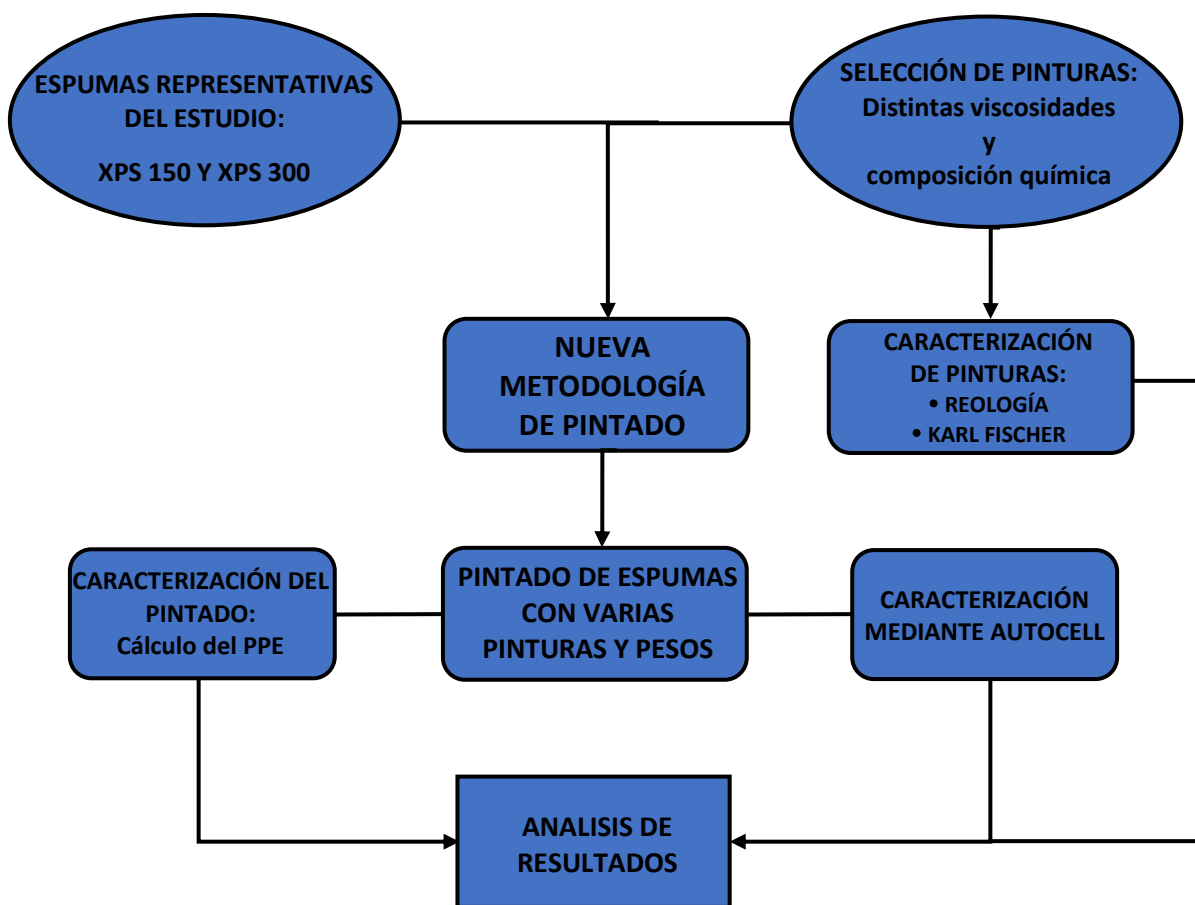 ESPUMAS REPRESENTATIVAS
DEL ESTUDIO:
XPS 150 Y XPS 300
SELECCIÓN DE PINTURAS:
Distintas viscosidades
y
composición química
NUEVA
METODOLOGÍA
DE PINTADO
CARACTERIZACIÓN
DE PINTURAS:
• REOLOGÍA
• KARL FISCHER
CARACTERIZACIÓN DEL
PINTADO:
Cálculo del PPE
PINTADO DE ESPUMAS
CON VARIAS
PINTURAS Y PESOS
CARACTERIZACIÓN
MEDIANTE AUTOCELL
ANALISIS DE
RESULTADOS